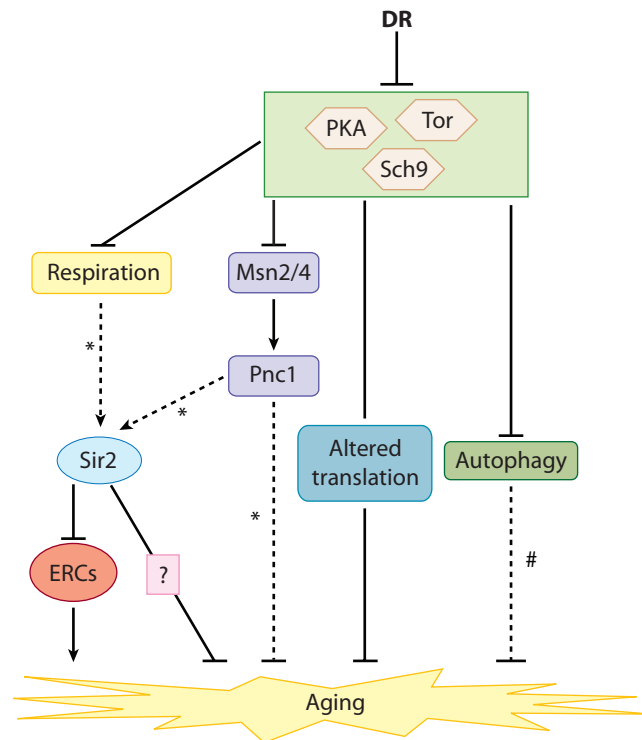 DR
PKA
Tor
Sch9
Respiration
Msn2/4
*
Pnc1
*
Sir2
Altered
translation
Autophagy
*
#
?
ERCs
Aging